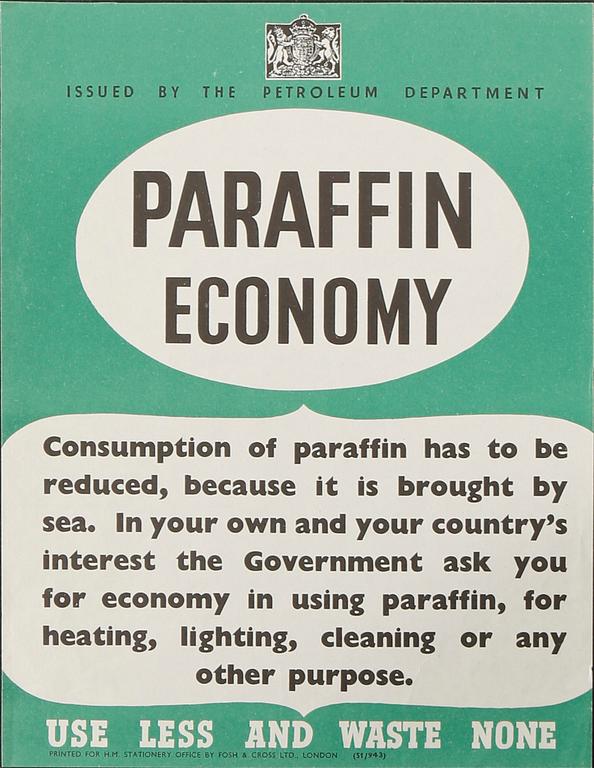 ISSUED BY THE PETROLEUM DEPARTMENT
PARAFFIN
ECONOMY
Consumption of paraffin has to be
reduced, because it is brought by
sea. In your own and your country's
interest the Government ask you
for economy in using paraffin, for
heating, lighting, cleaning or any
other purpose.
USE LESS AND WASTE NONE
PRINTED FOR H.M. STATIONERY OFFICE BY FOSH & CROSS LTD., LONDON (51/943)